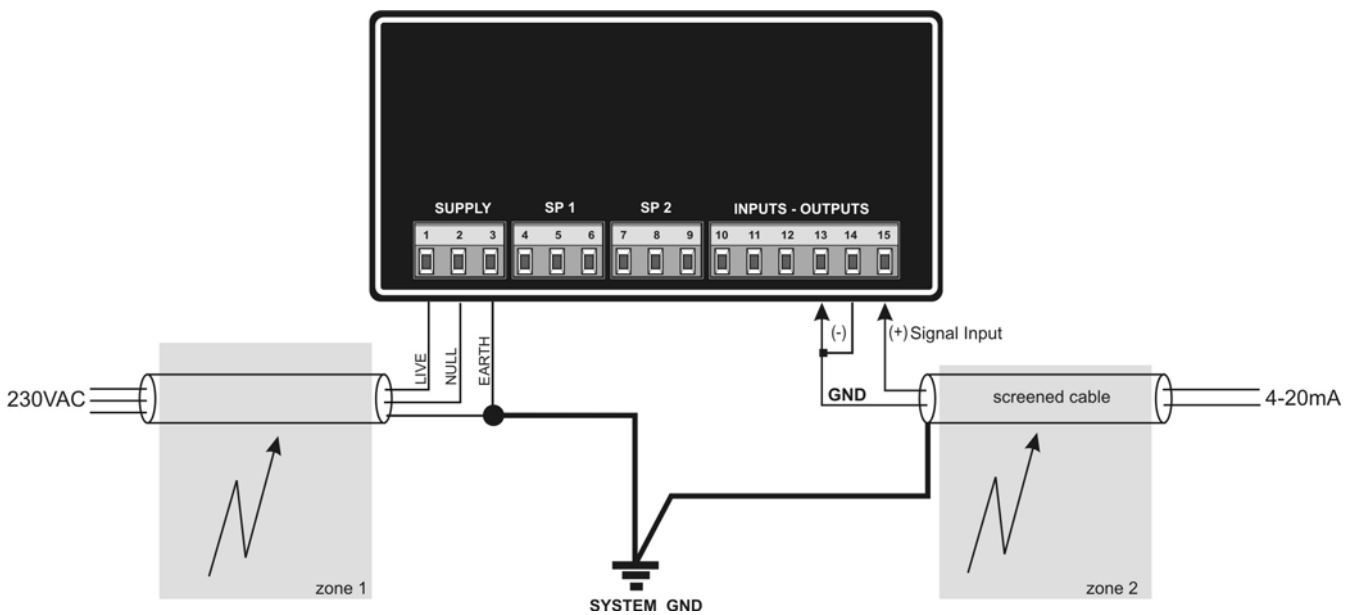 SUPPLY SP 1 SP 2 INPUTS - OUTPUTS
1 2 3 4 5 6 7 8 9 10 11 12 13 14 15
LIVE
NULL
EARTH
(-)
(+) Signal Input
230VAC
GND
screened cable
4-20mA
zone 1
zone 2
SYSTEM GND